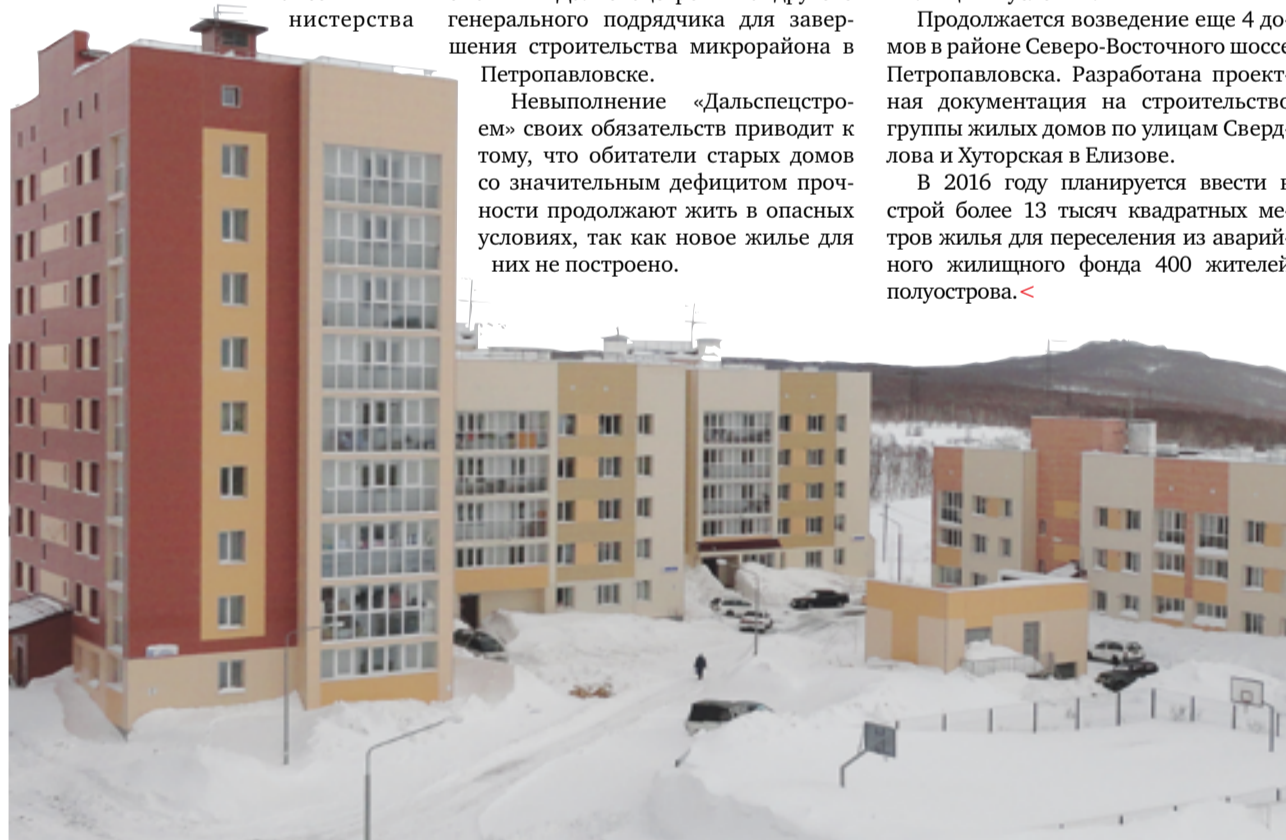 нистерства
генерального подрядчика для завер-
шения строительства микрорайона в
Петропавловске.
Невыполнение «Дальспецстро-
ем» своих обязательств приводит к
тому, что обитатели старых домов
со значительным дефицитом проч-
ности продолжают жить в опасных
условиях, так как новое жилье для
них не построено.
Продолжается возведение еще 4 до-
мов в районе Северо-Восточного шоссе
Петропавловска. Разработана проект-
ная документация на строительство
группы жилых домов по улицам Сверд-
лова и Хуторская в Елизове.
В 2016 году планируется ввести в
строй более 13 тысяч квадратных ме-
тров жилья для переселения из аварий-
ного жилищного фонда 400 жителей
полуострова.<